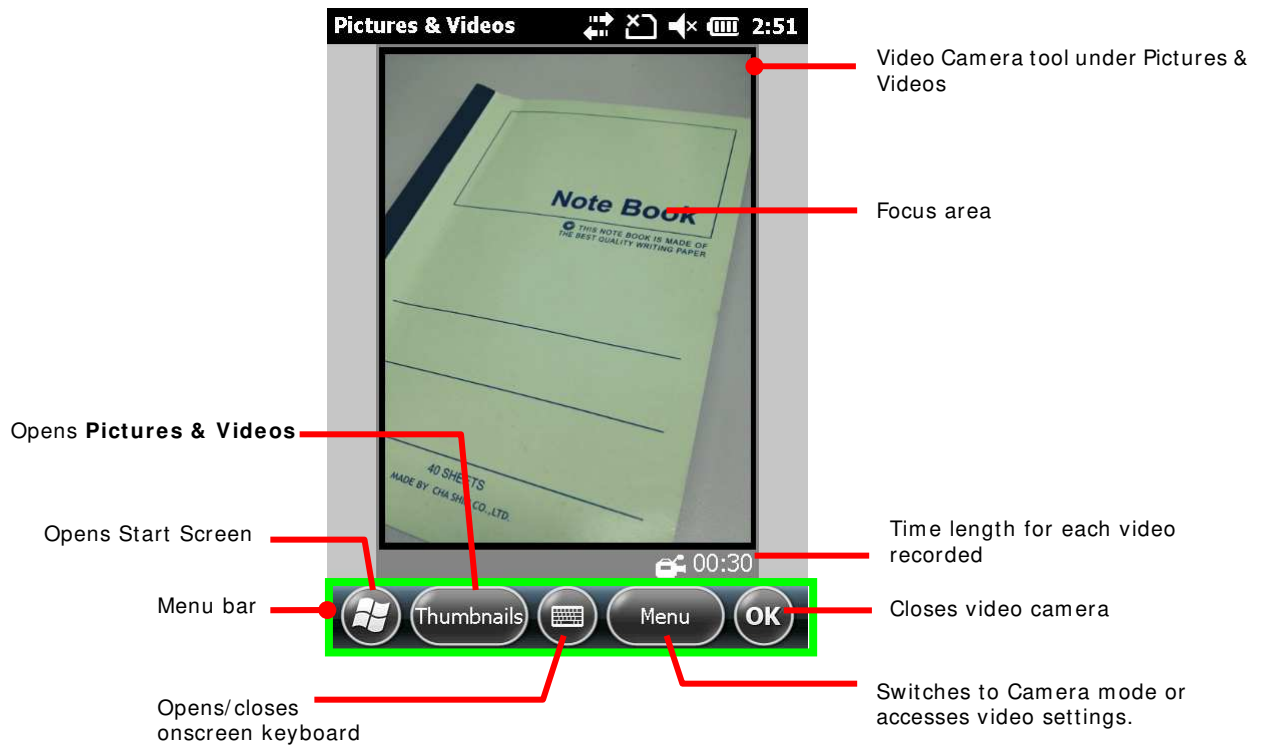 Pictures & Videos 2:51
Video Camera tool under Pictures &
Videos
Note Book
THIS NOTE BOOK IS MADE OF
THE BEST QUALITY WRITING PAPER
Focus area
Opens Pictures & Videos
40 SHEETS
MADE BY CHA SHIN CO.,LTD.
Opens Start Screen
Time length for each video
recorded
00:30
Menu bar
Thumbnails
Menu
OK
Closes video camera
Opens/closes
onscreen keyboard
Switches to Camera mode or
accesses video settings.